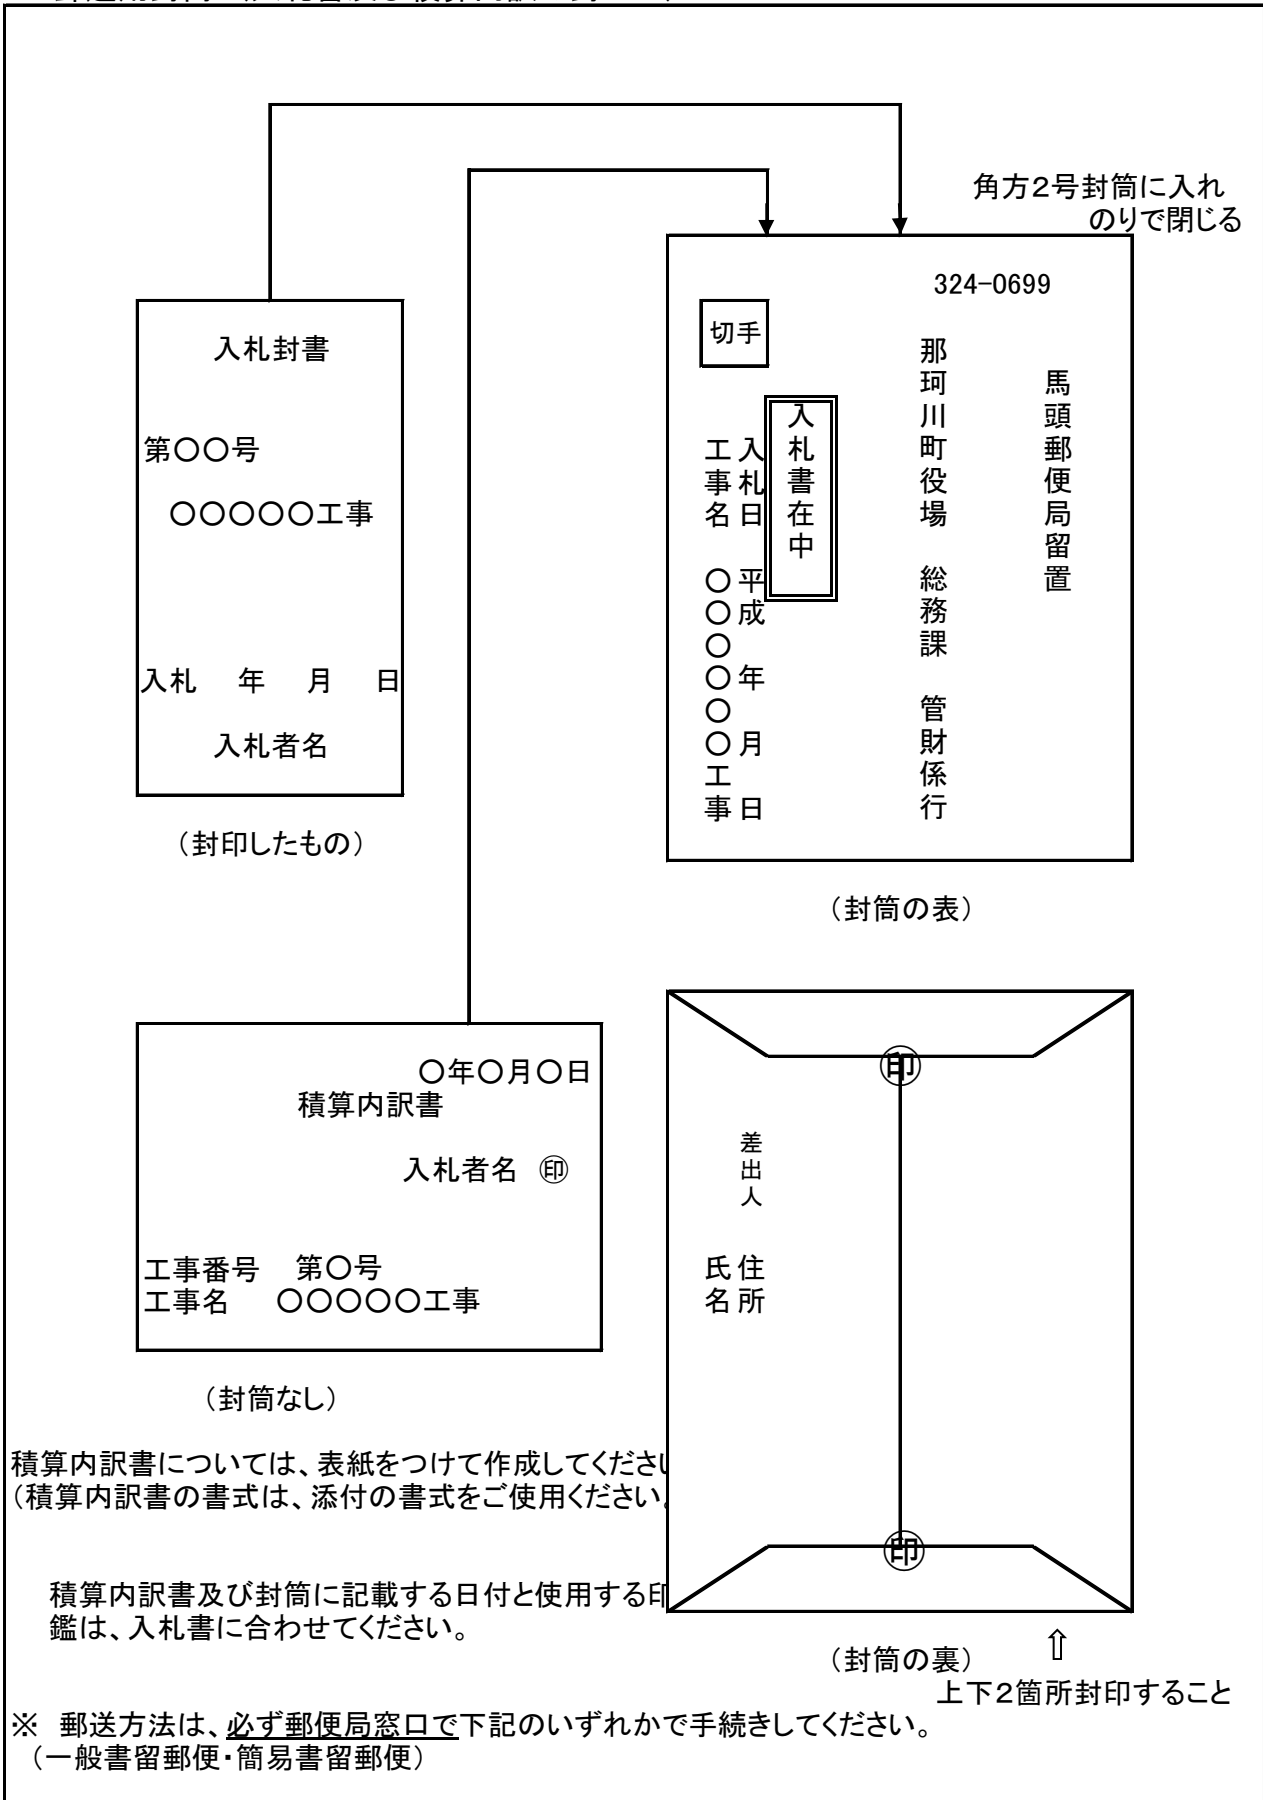 角方２号封筒に入れ
のりで閉じる
324-0699
馬頭郵便局留置
那珂川町役場　総務課　管財係行
切手
入札書在中
入札日　平成　年　月　日
工事名　〇〇〇〇〇〇工事
（封筒の表）
入札封書
第〇〇号
〇〇〇〇〇工事
入札　年　月　日
入札者名
（封印したもの）
〇年〇月〇日
積算内訳書
入札者名　㊞
工事番号　第〇号
工事名　〇〇〇〇〇工事
（封筒なし）
㊞
差出人
住所
氏名
㊞
（封筒の裏）
⇧
上下２箇所封印すること
積算内訳書については、表紙をつけて作成してください
（積算内訳書の書式は、添付の書式をご使用ください。
積算内訳書及び封筒に記載する日付と使用する印
鑑は、入札書に合わせてください。
※　郵送方法は、必ず郵便局窓口で下記のいずれかで手続きしてください。
（一般書留郵便・簡易書留郵便）